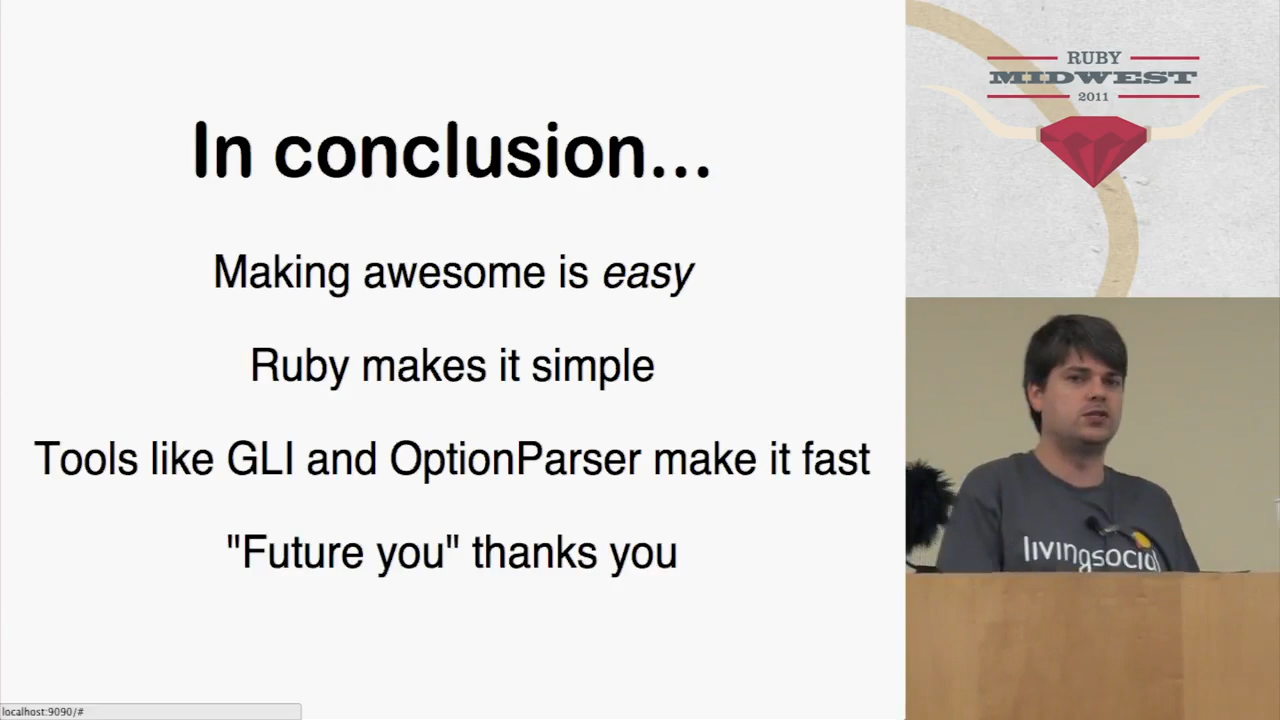 In conclusion...
Making awesome is easy
Ruby makes it simple
Tools like GLI and OptionParser make it fast
"Future you" thanks you
localhost:9090/#
RUBY
MIDWEST
2011
livingsocial